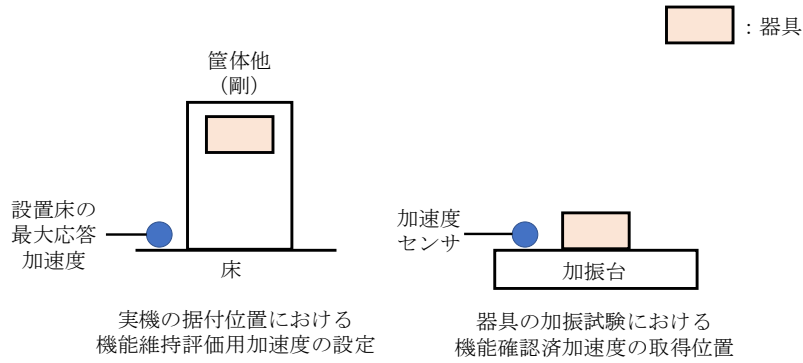 ：器具
筐体他
（剛）
設置床の
最大応答
加速度
床
実機の据付位置における
機能維持評価用加速度の設定
加速度
センサ
加振台
器具の加振試験における
機能確認済加速度の取得位置